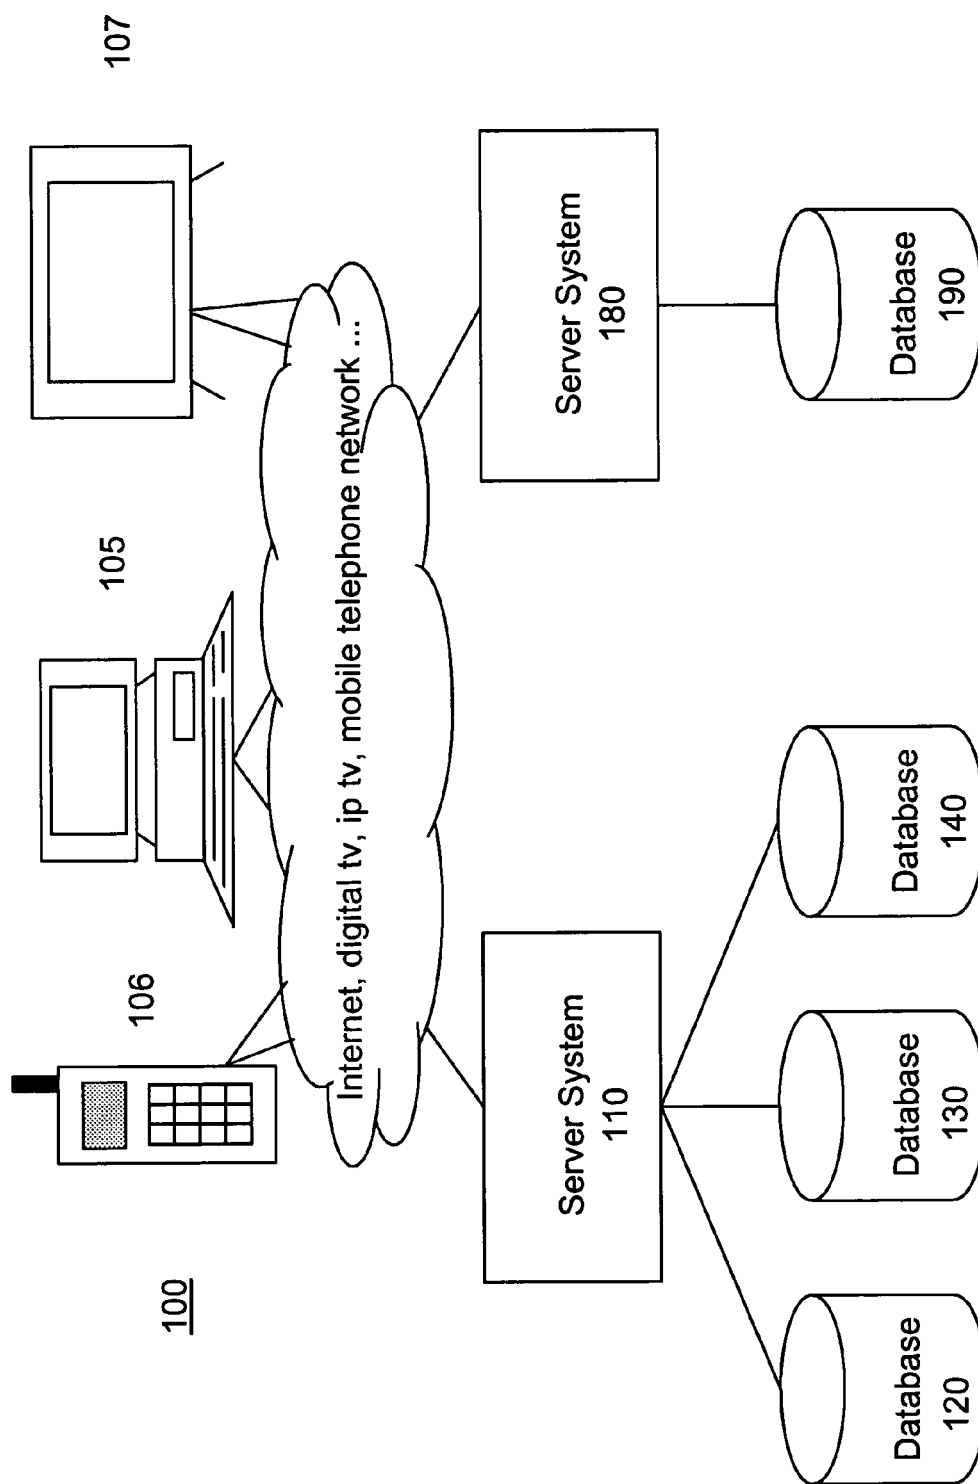 100
106
105
107
Internet, digital tv, ip tv, mobile telephone network ...
Server System
110
Server System
180
Database
120
Database
130
Database
140
Database
190